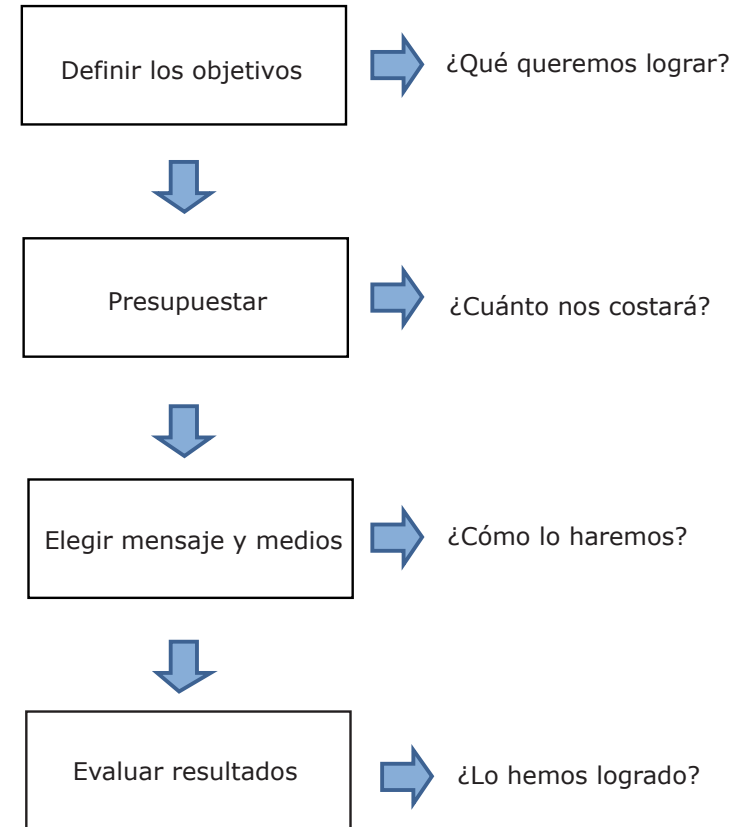 Definir los objetivos
¿Qué queremos lograr?
Presupuestar
¿Cuánto nos costará?
Elegir mensaje y medios
¿Cómo lo haremos?
Evaluar resultados
¿Lo hemos logrado?